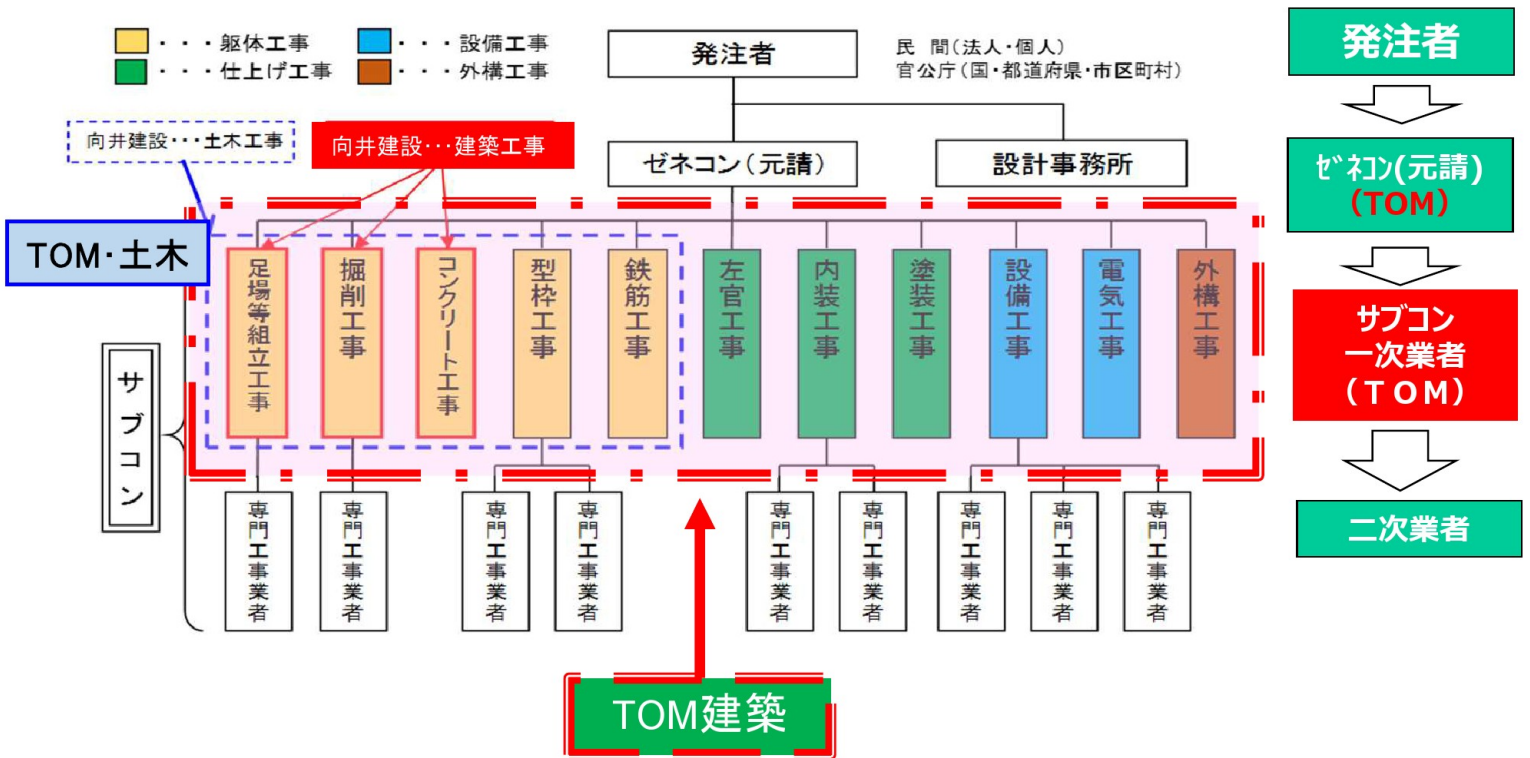 ・・・躯体工事
・・・設備工事
・・・仕上げ工事
・・・外構工事
発注者
民 間(法人・個人)
官公庁(国・都道府県・市区町村)
向井建設・・・土木工事
向井建設・・・建築工事
ゼネコン(元請)
設計事務所
TOM・土木
サブコン
足場等組立工事
掘削工事
コンクリート工事
型枠工事
鉄筋工事
左官工事
内装工事
塗装工事
設備工事
電気工事
外構工事
専門工事業者
専門工事業者
専門工事業者
専門工事業者
専門工事業者
専門工事業者
専門工事業者
専門工事業者
専門工事業者
TOM建築
発注者
ゼネコン(元請)
(TOM)
サブコン
一次業者
(TOM)
二次業者